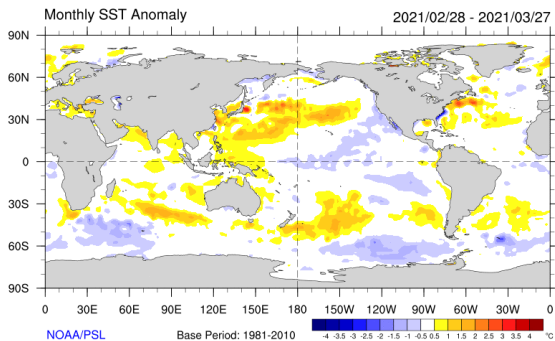 Monthly SST Anomaly
2021/02/28 - 2021/03/27
90N
60N
30N
0
30S
60S
90S
0 30E 60E 90E 120E 150E 180 150W 120W 90W 60W 30W 0
NOAA/PSL
Base Period: 1981-2010
-4 -3.5 -3 -2.5 -2 -1.5 -1 -0.5 0.5 1 1.5 2 2.5 3 3.5 4 °C